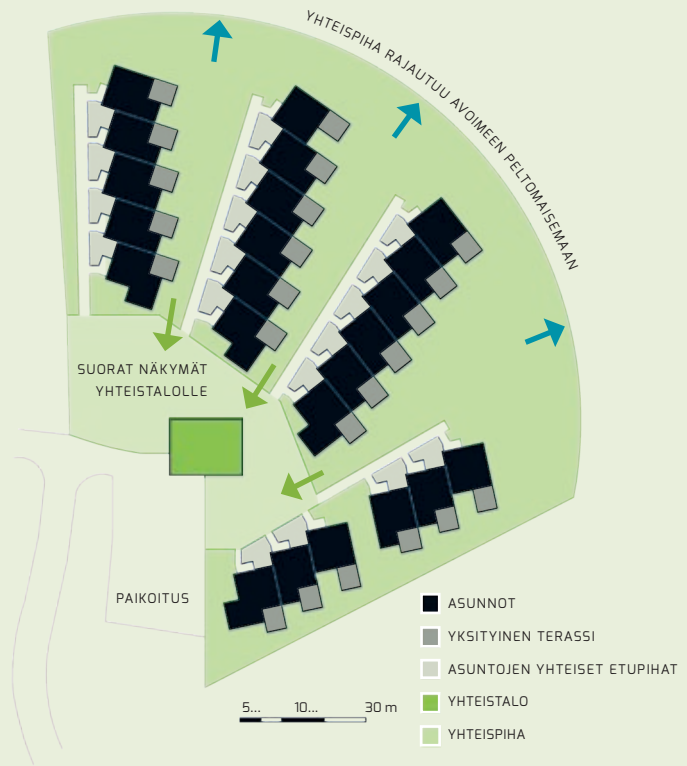 YHTEISPIHA RAJAUTUU AVOIMEEN PELTOMAISEMAAN
SUORAT NÄKYMÄT
YHTEISTALOLLE
PAIKOITUS
ASUNNOT
YKSITYINEN TERASSI
ASUNTOJEN YHTEISET ETUPIHAT
YHTEISTALO
YHTEISPIHA
5... 10... 30 m